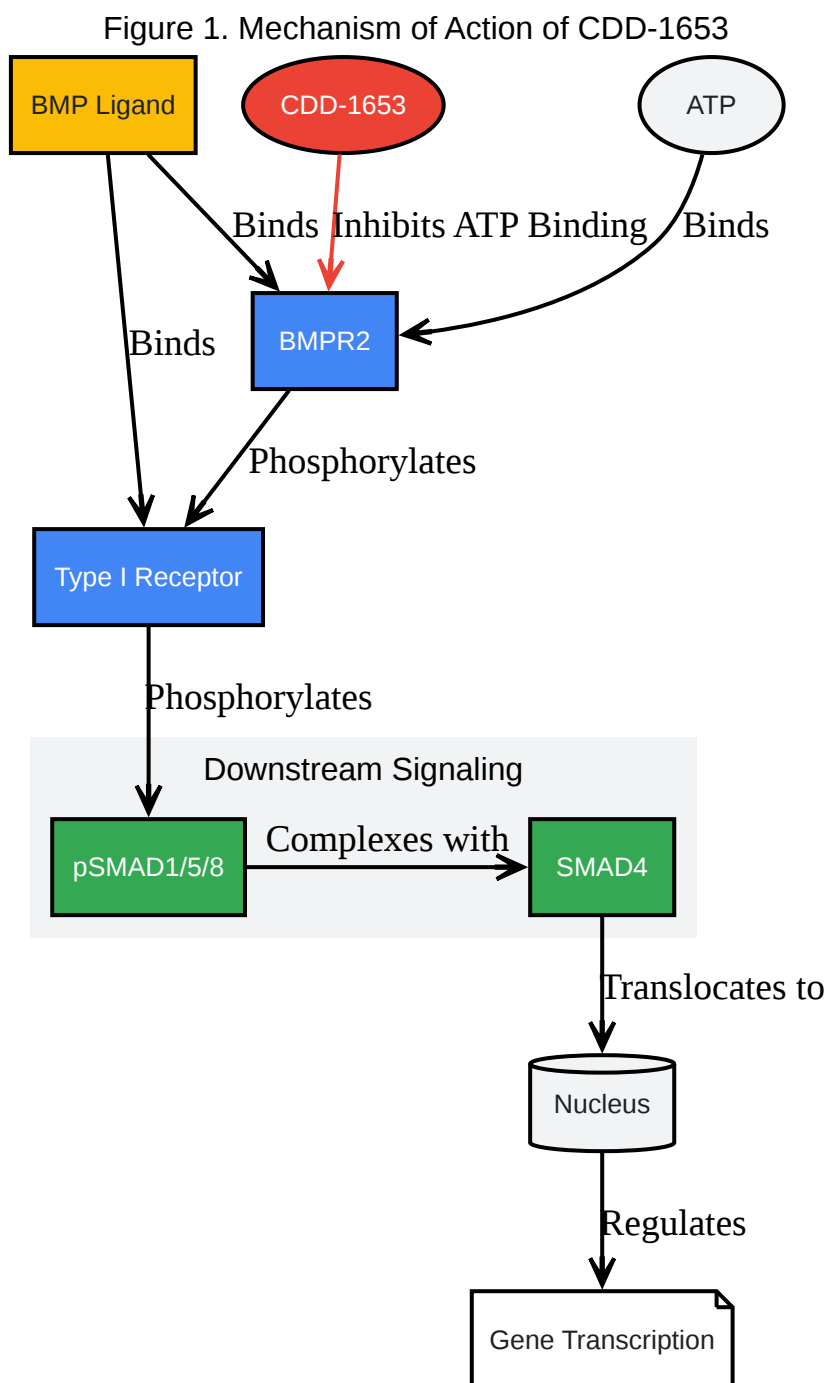 Figure 1. Mechanism of Action of CDD-1653
BMP Ligand
CDD-1653
ATP
Binds
Inhibits ATP Binding
Binds
BMPR2
Binds
Phosphorylates
Type I Receptor
Phosphorylates
Downstream Signaling
pSMAD1/5/8
Complexes with
SMAD4
Translocates to
Nucleus
Regulates
Gene Transcription